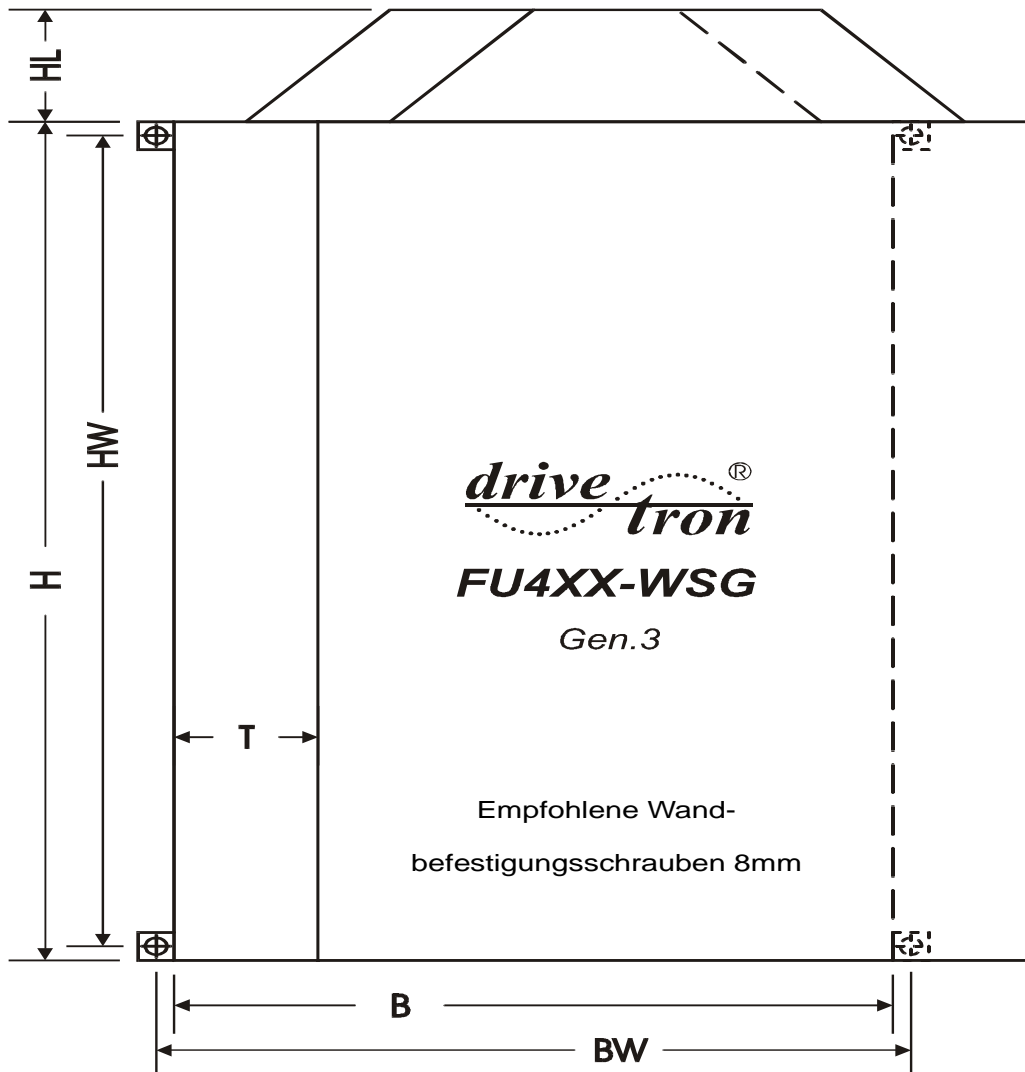 HL
HW
H
drive ®
tron
FU4XX-WSG
Gen.3
T
Empfohlene Wand-
befestigungsschrauben 8mm
B
BW